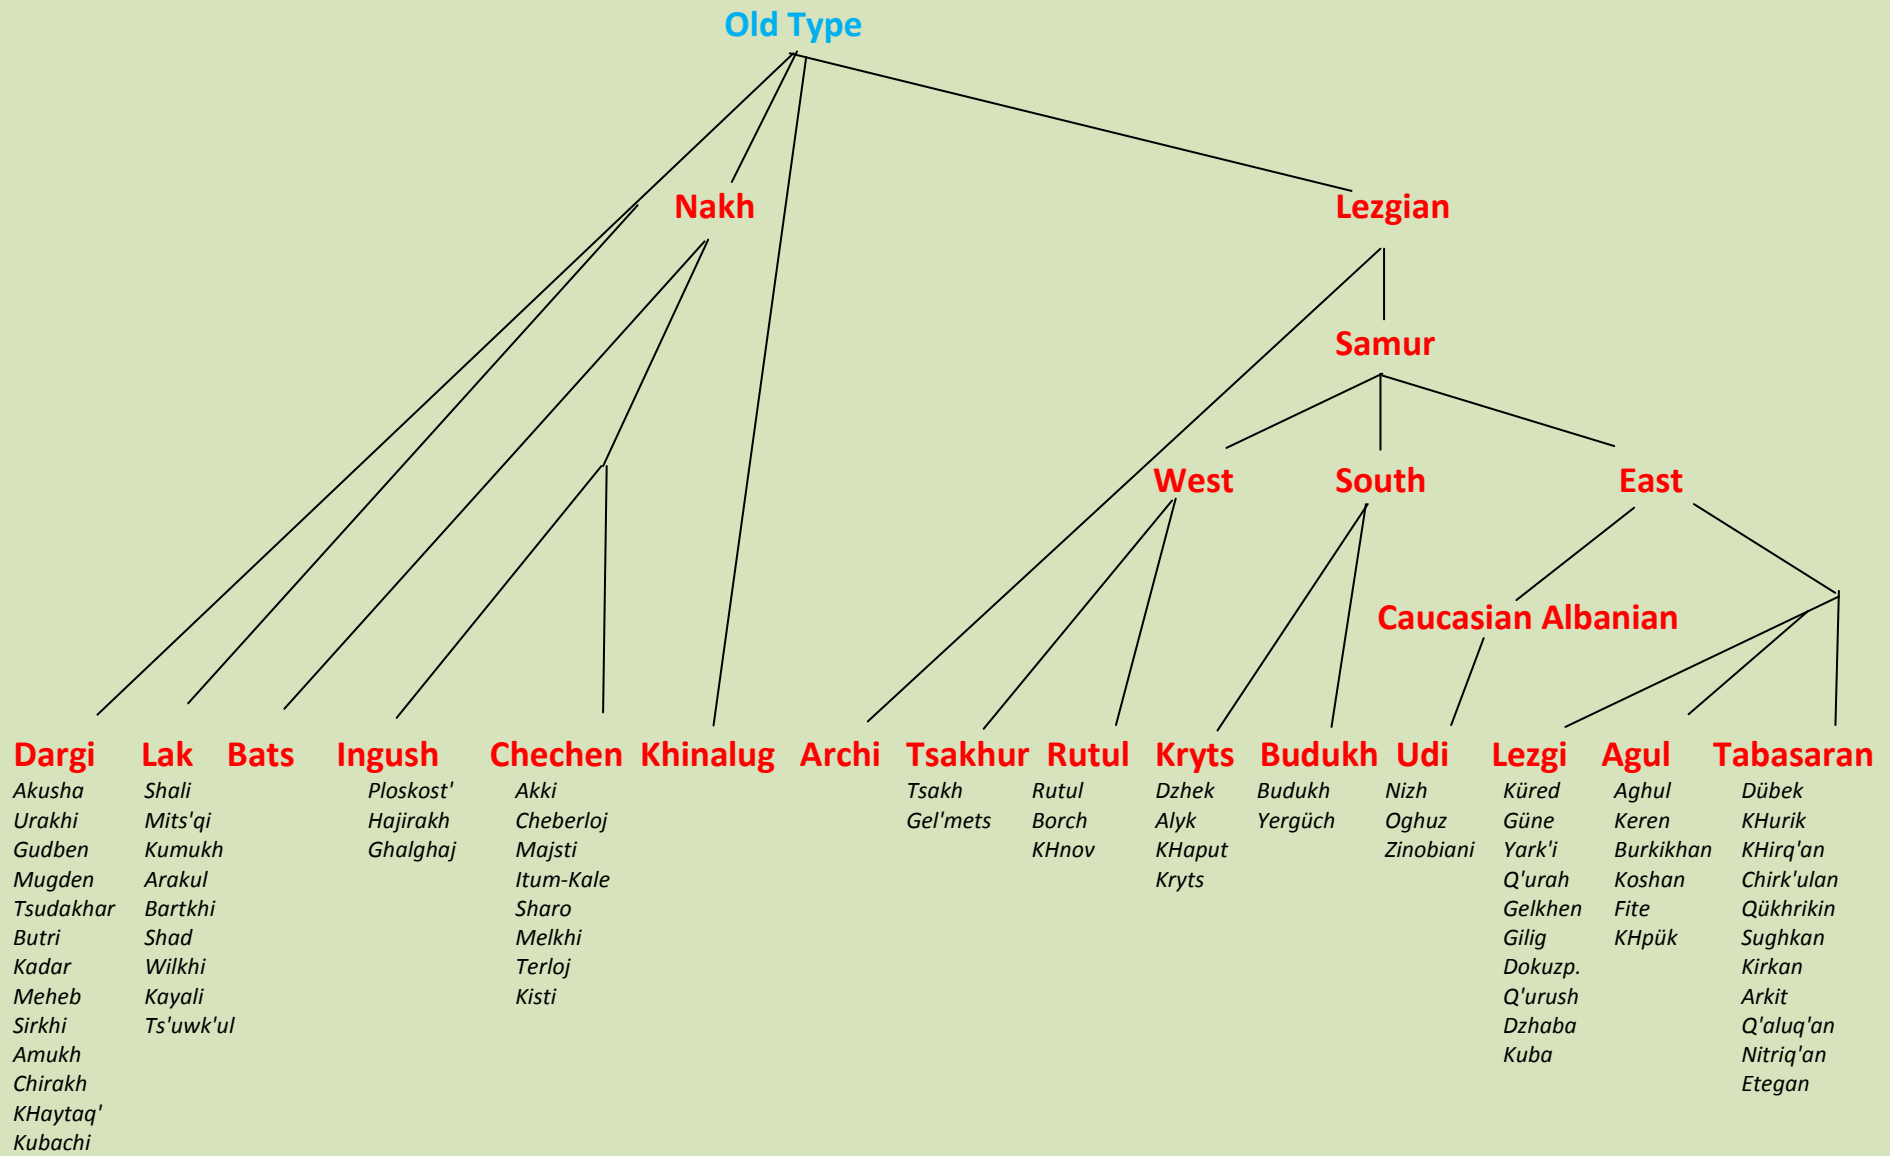 Old Type
Nakh
Lezgian
Samur
West
South
East
Caucasian Albanian
Dargi
Akusha
Urakhi
Gudben
Mugden
Tsudakhar
Butri
Kadar
Meheb
Sirkhi
Amukh
Chirakh
KHaytaq'
Kubachi
Lak
Shali
Mits'qi
Kumukh
Arakul
Bartkhi
Shad
Wilkhi
Kayali
Ts'uwk'ul
Bats
Ingush
Ploskost'
Hajirakh
Ghalghaj
Chechen
Akki
Cheberloj
Majsti
Itum-Kale
Sharo
Melkhi
Terloj
Kisti
Khinalug
Archi
Tsakhur
Tsakh
Gel'mets
Rutul
Rutul
Borch
KHnov
Kryts
Dzhek
Alyk
KHaput
Kryts
Budukh
Budukh
Yergüch
Udi
Nizh
Oghuz
Zinobiani
Lezgi
Küred
Güne
Yark'i
Q'urah
Gelkhen
Gilig
Dokuzp.
Q'urush
Dzhaba
Kuba
Agul
Aghul
Keren
Burkikhan
Koshan
Fite
KHpük
Tabasaran
Dübek
KHurik
KHirq'an
Chirk'ulan
Qükhrikin
Sughkan
Kirkan
Arkit
Q'aluq'an
Nitriq'an
Etegan